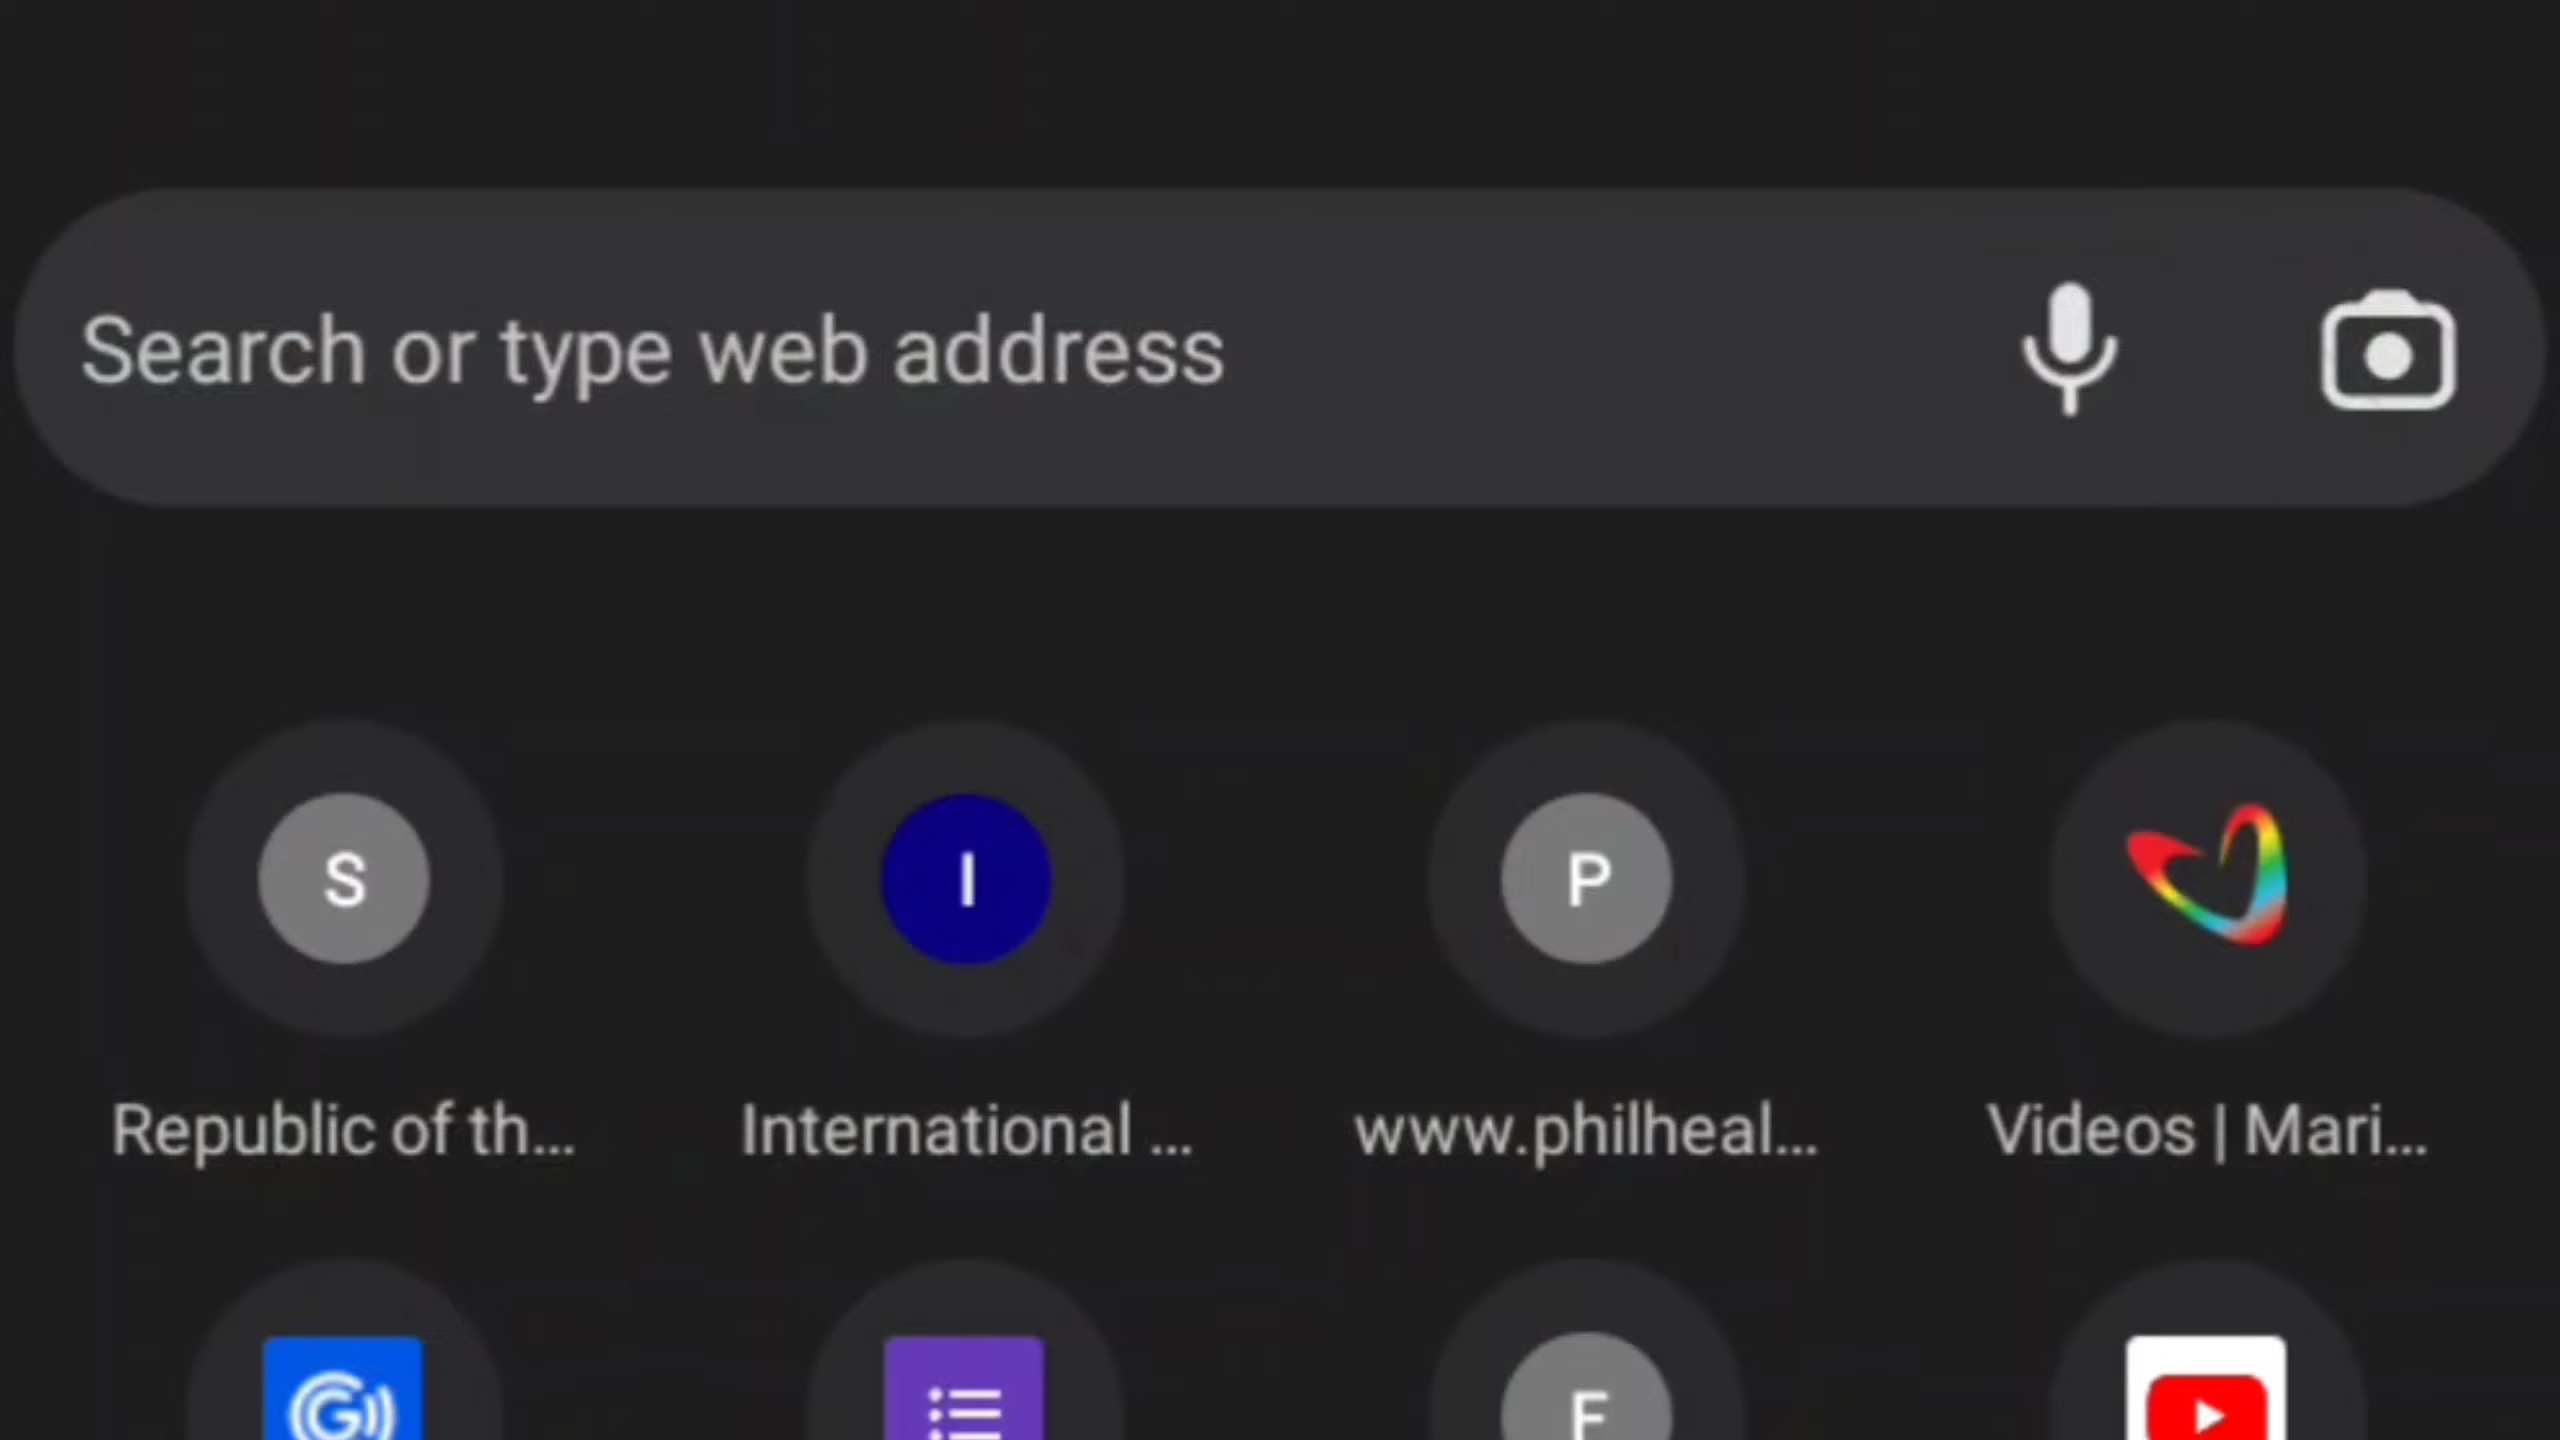 Search or type web address
S
I
P
Republic of th...
International ...
www.philheal...
Videos | Mari...
G
F